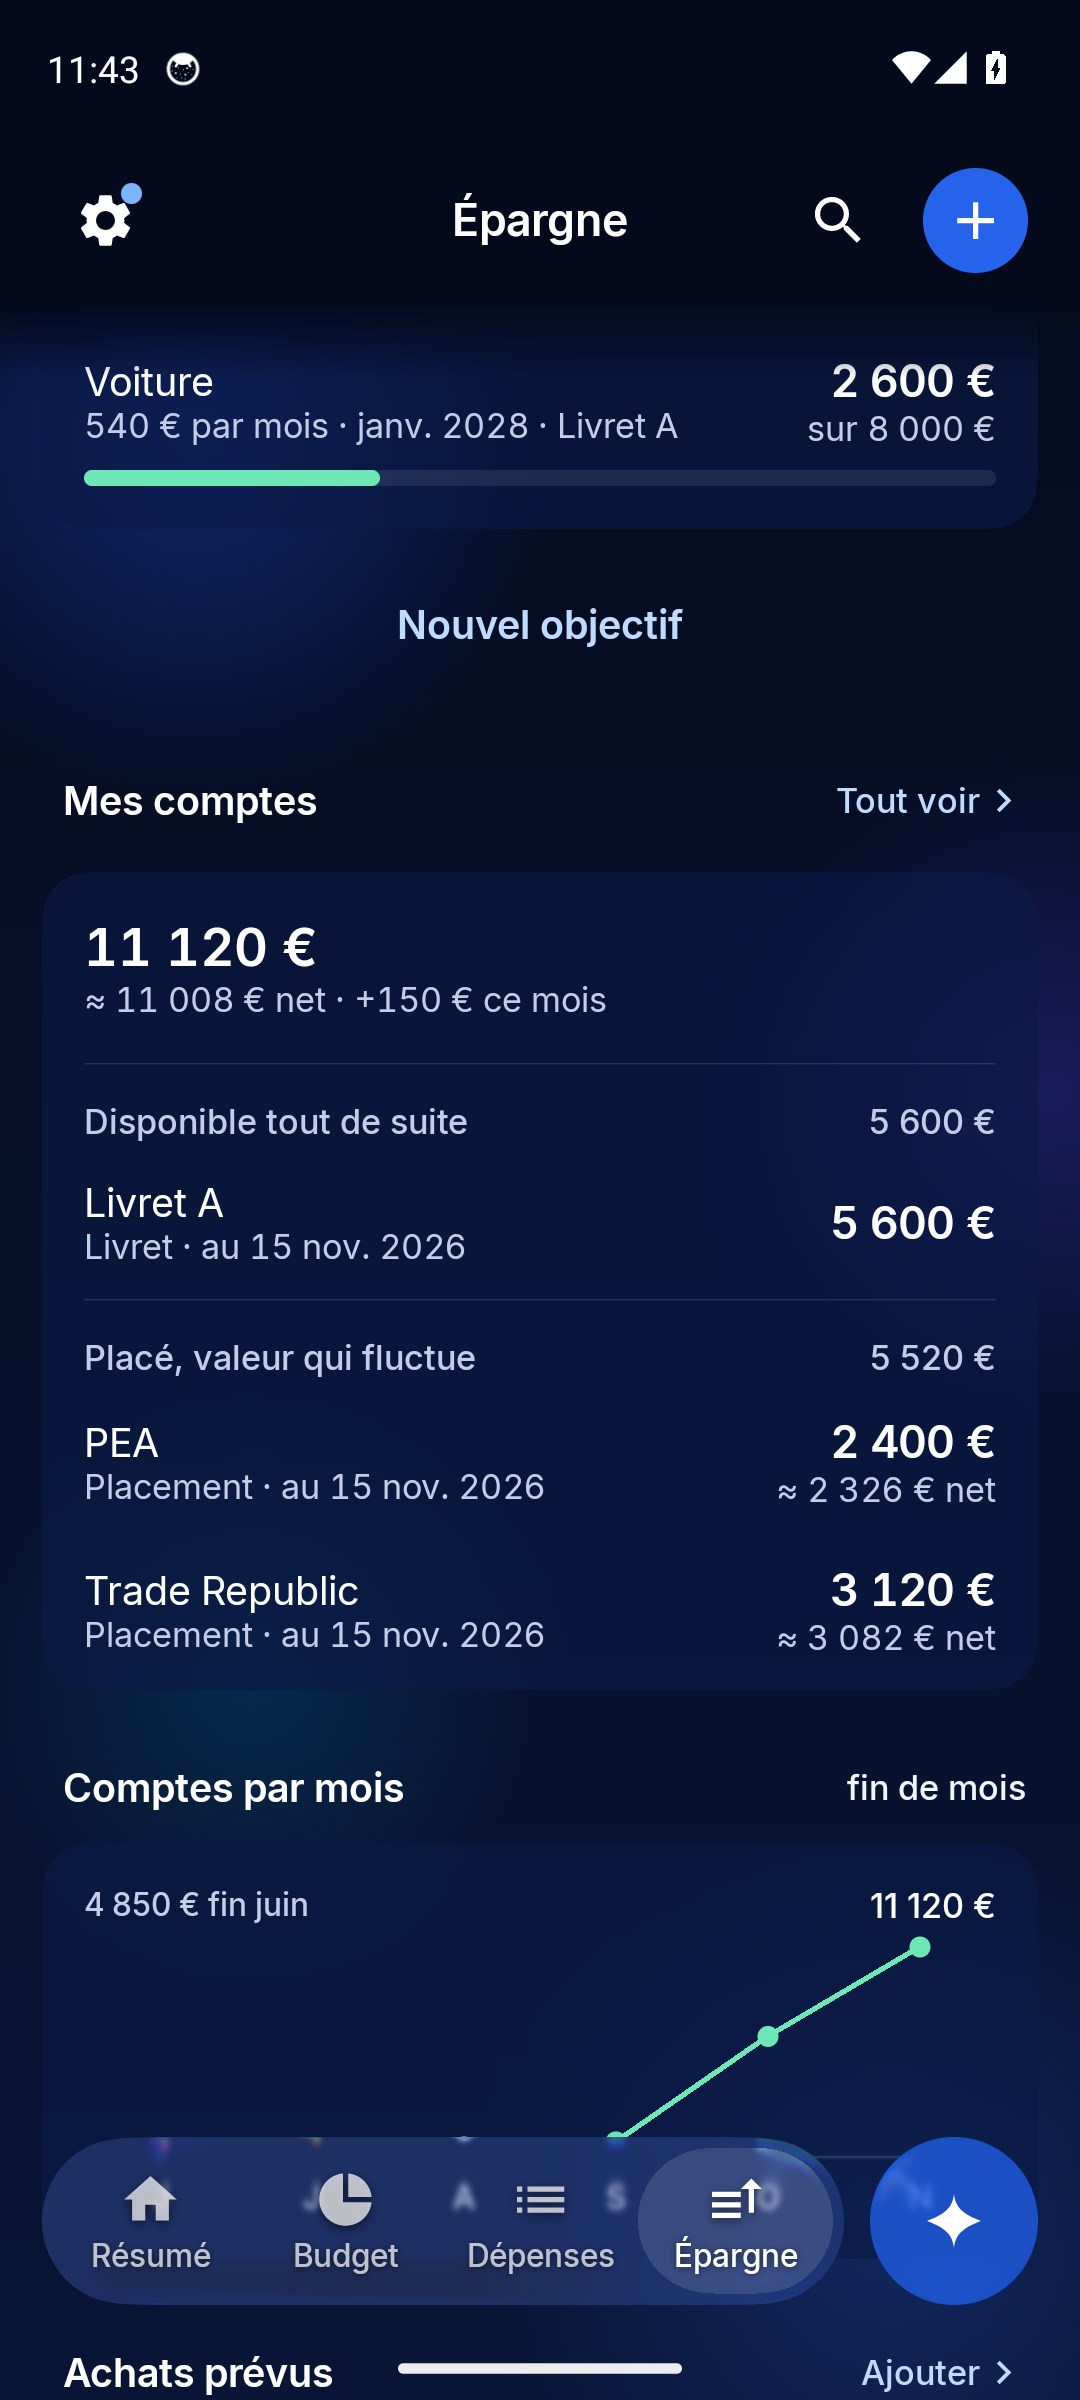 11:43
Épargne
Voiture
2 600 €
540 € par mois · janv. 2028 · Livret A
sur 8 000 €
Nouvel objectif
Mes comptes
Tout voir
11 120 €
≈ 11 008 € net · +150 € ce mois
Disponible tout de suite
5 600 €
Livret A
5 600 €
Livret · au 15 nov. 2026
Placé, valeur qui fluctue
5 520 €
PEA
2 400 €
Placement · au 15 nov. 2026
≈ 2 326 € net
Trade Republic
3 120 €
Placement · au 15 nov. 2026
≈ 3 082 € net
Comptes par mois
fin de mois
4 850 € fin juin
11 120 €
J A S O N
Résumé
Budget
Dépenses
Épargne
Achats prévus
Ajouter